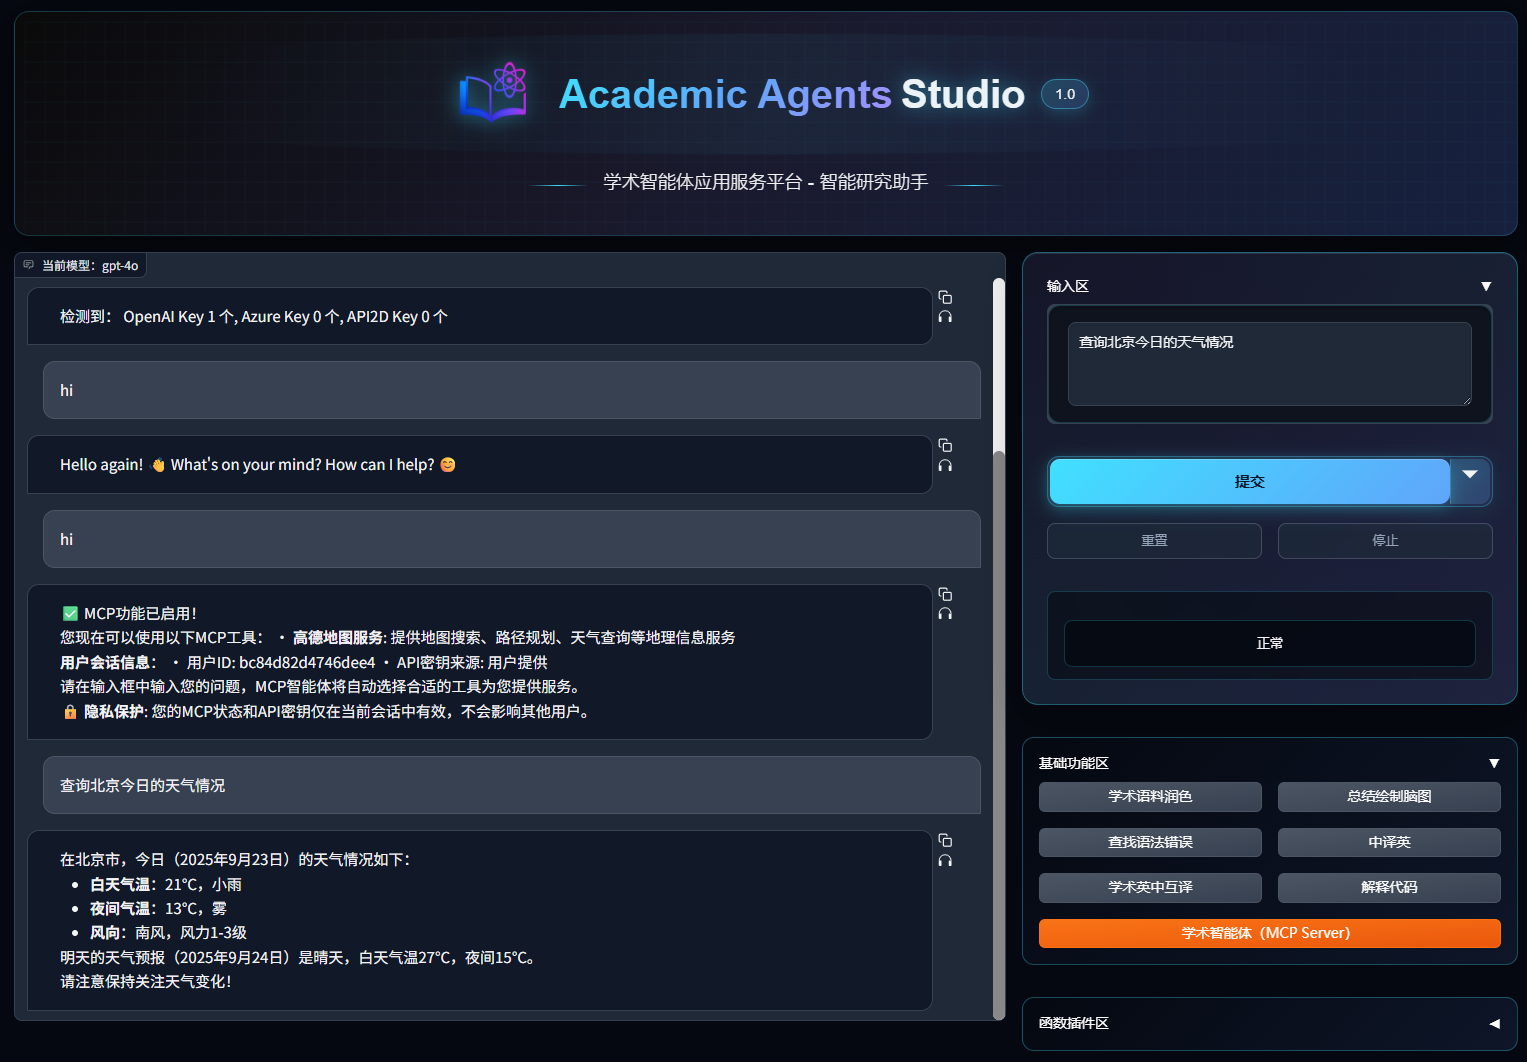 Academic Agents Studio 1.0
学术智能体应用服务平台 - 智能研究助手
当前模型：gpt-4o
检测到： OpenAI Key 1 个, Azure Key 0 个, API2D Key 0 个
hi
Hello again! 👋 What's on your mind? How can I help? 😊
hi
✅ MCP功能已启用！
您现在可以使用以下MCP工具： • 高德地图服务: 提供地图搜索、路径规划、天气查询等地理信息服务
用户会话信息： • 用户ID: bc84d82d4746dee4 • API密钥来源: 用户提供
请在输入框中输入您的问题，MCP智能体将自动选择合适的工具为您提供服务。
🔒 隐私保护: 您的MCP状态和API密钥仅在当前会话中有效，不会影响其他用户。
查询北京今日的天气情况
在北京市，今日（2025年9月23日）的天气情况如下：
• 白天气温：21°C，小雨
• 夜间气温：13°C，雾
• 风向：南风，风力1-3级
明天的天气预报（2025年9月24日）是晴天，白天气温27°C，夜间15°C。
请注意保持关注天气变化！
输入区
查询北京今日的天气情况
提交
重置
停止
正常
基础功能区
学术语料润色
总结绘制脑图
查找语法错误
中译英
学术英中互译
解释代码
学术智能体（MCP Server）
函数插件区